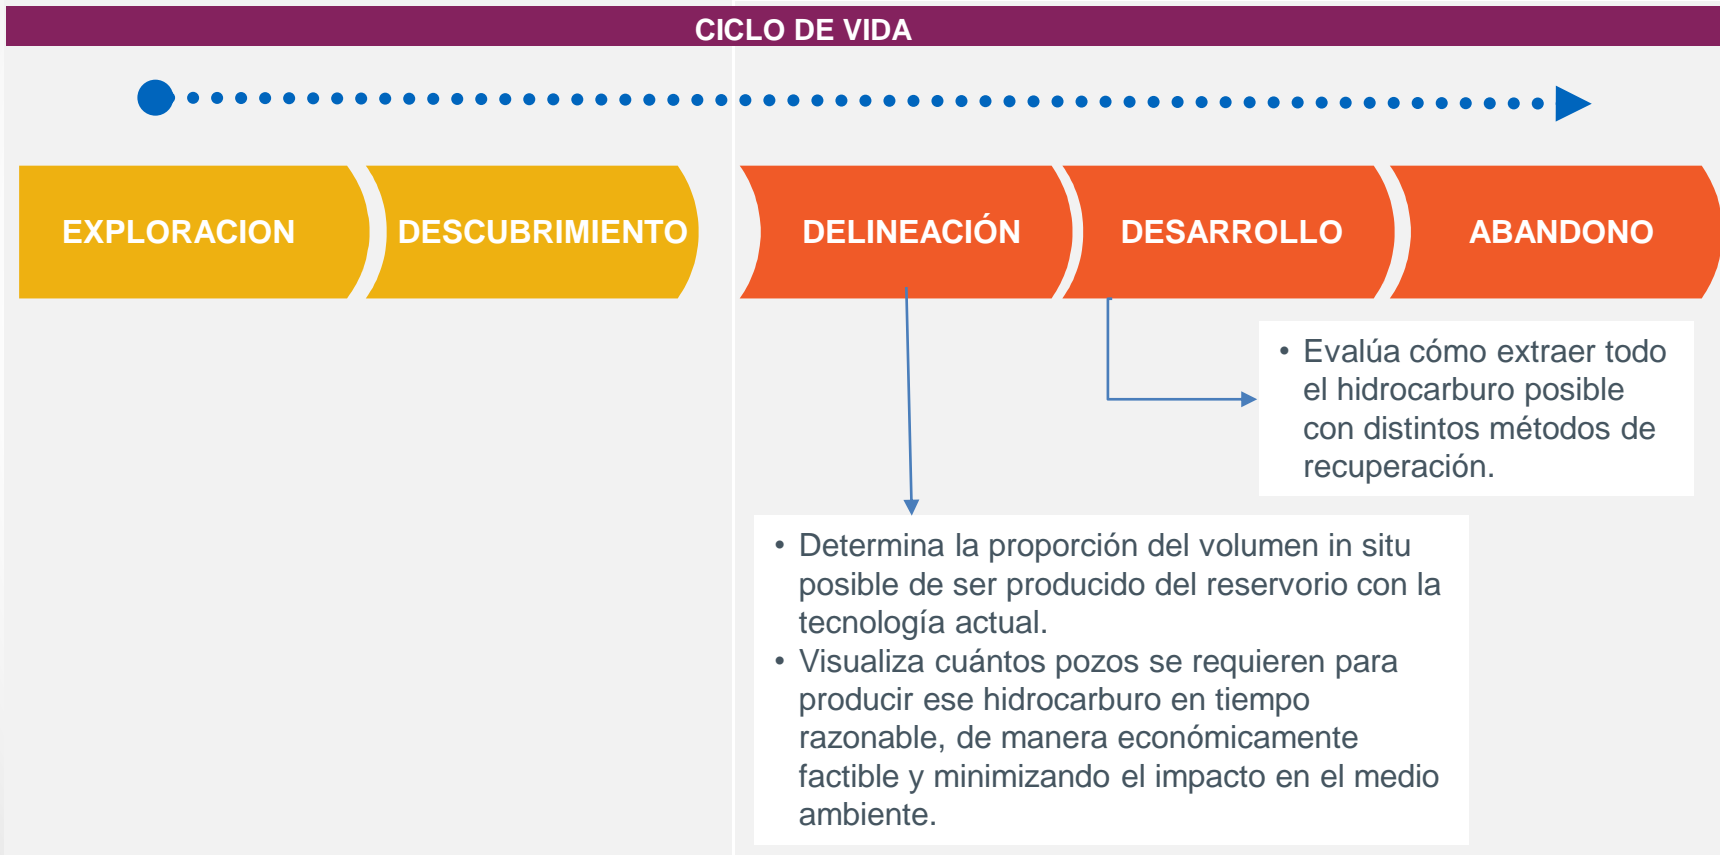 CICLO DE VIDA
EXPLORACION
DESCUBRIMIENTO
DELINEACIÓN
DESARROLLO
ABANDONO
• Evalúa cómo extraer todo
el hidrocarburo posible
con distintos métodos de
recuperación.
• Determina la proporción del volumen in situ
posible de ser producido del reservorio con la
tecnología actual.
• Visualiza cuántos pozos se requieren para
producir ese hidrocarburo en tiempo
razonable, de manera económicamente
factible y minimizando el impacto en el medio
ambiente.